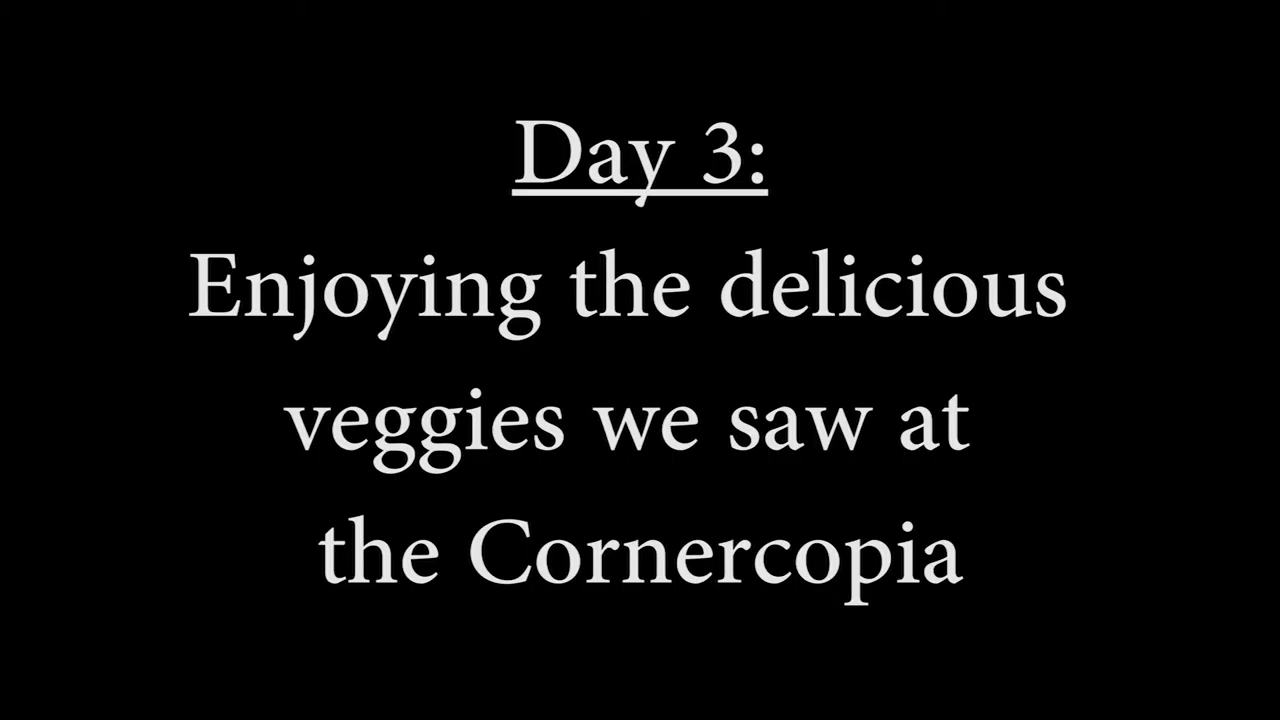 Day 3:
Enjoying the delicious
veggies we saw at
the Cornercopia